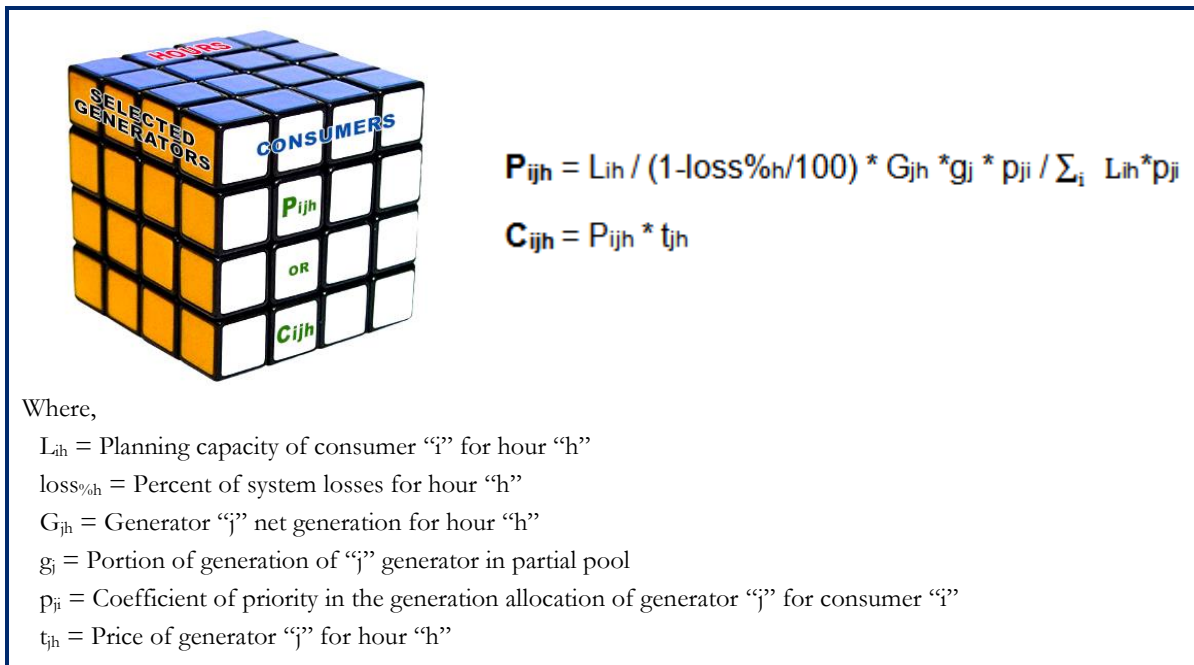 HOURS
SELECTED
GENERATORS
CONSUMERS
Pijh
OR
Cijh
Pijh = Lih / (1-loss%h/100) * Gjh *gj * pji / ∑i Lih*pji
Cijh = Pijh * tjh
Where,
Lih = Planning capacity of consumer “i” for hour “h”
loss%h = Percent of system losses for hour “h”
Gjh = Generator “j” net generation for hour “h”
gj = Portion of generation of “j” generator in partial pool
pji = Coefficient of priority in the generation allocation of generator “j” for consumer “i”
tjh = Price of generator “j” for hour “h”